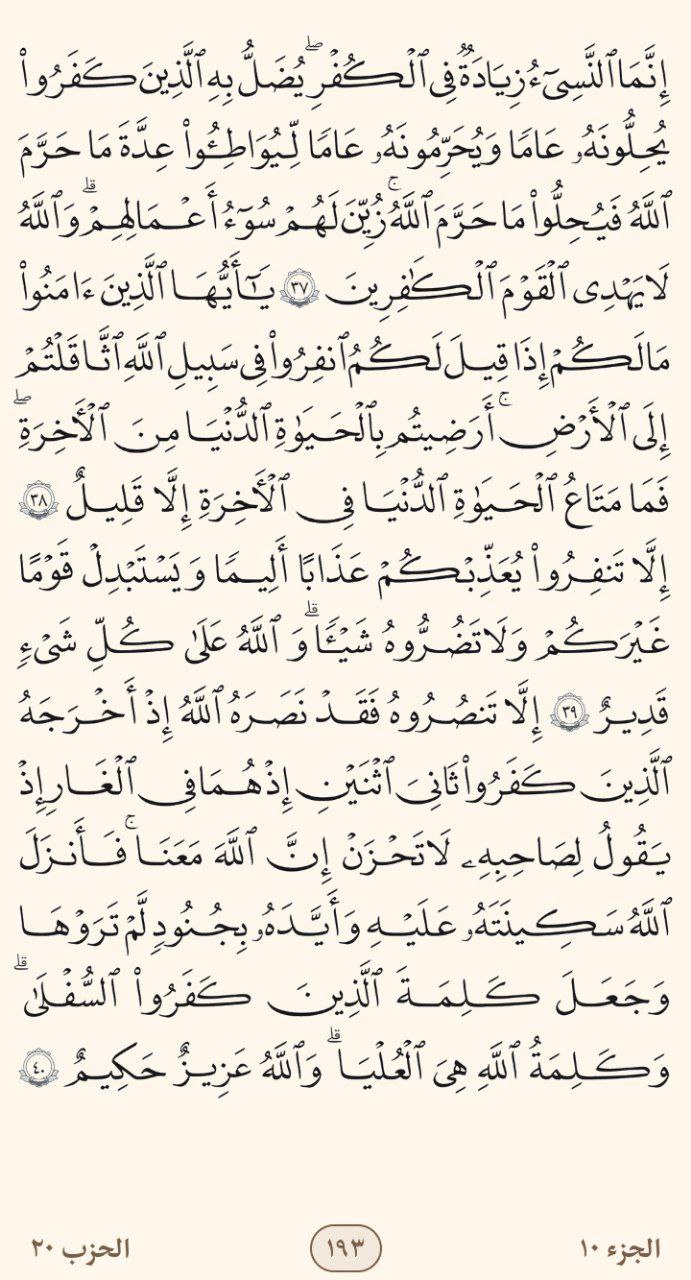 إِنَّمَا ٱلنَّسِيٓءُ زِيَادَةٞ فِي ٱلۡكُفۡرِۖ يُضَلُّ بِهِ ٱلَّذِينَ كَفَرُواْ
يُحِلُّونَهُۥ عَامٗا وَيُحَرِّمُونَهُۥ عَامٗا لِّيُوَاطِـُٔواْ عِدَّةَ مَا حَرَّمَ
ٱللَّهُ فَيُحِلُّواْ مَا حَرَّمَ ٱللَّهُۚ زُيِّنَ لَهُمۡ سُوٓءُ أَعۡمَٰلِهِمۡۗ وَٱللَّهُ
لَا يَهۡدِي ٱلۡقَوۡمَ ٱلۡكَٰفِرِينَ ٣٧ يَٰٓأَيُّهَا ٱلَّذِينَ ءَامَنُواْ
مَا لَكُمۡ إِذَا قِيلَ لَكُمُ ٱنفِرُواْ فِي سَبِيلِ ٱللَّهِ ٱثَّاقَلۡتُمۡ
إِلَى ٱلۡأَرۡضِۚ أَرَضِيتُم بِٱلۡحَيَوٰةِ ٱلدُّنۡيَا مِنَ ٱلۡأٓخِرَةِۖ
فَمَا مَتَٰعُ ٱلۡحَيَوٰةِ ٱلدُّنۡيَا فِي ٱلۡأٓخِرَةِ إِلَّا قَلِيلٌ ٣٨
إِلَّا تَنفِرُواْ يُعَذِّبۡكُمۡ عَذَابًا أَلِيمٗا وَيَسۡتَبۡدِلۡ قَوۡمًا
غَيۡرَكُمۡ وَلَا تَضُرُّوهُ شَيۡـٔٗاۗ وَٱللَّهُ عَلَىٰ كُلِّ شَيۡءٖ
قَدِيرٌ ٣٩ إِلَّا تَنصُرُوهُ فَقَدۡ نَصَرَهُ ٱللَّهُ إِذۡ أَخۡرَجَهُ
ٱلَّذِينَ كَفَرُواْ ثَانِيَ ٱثۡنَيۡنِ إِذۡ هُمَا فِي ٱلۡغَارِ إِذۡ
يَقُولُ لِصَٰحِبِهِۦ لَا تَحۡزَنۡ إِنَّ ٱللَّهَ مَعَنَاۚ فَأَنزَلَ
ٱللَّهُ سَكِينَتَهُۥ عَلَيۡهِ وَأَيَّدَهُۥ بِجُنُودٖ لَّمۡ تَرَوۡهَا
وَجَعَلَ كَلِمَةَ ٱلَّذِينَ كَفَرُواْ ٱلسُّفۡلَىٰۗ
وَكَلِمَةُ ٱللَّهِ هِيَ ٱلۡعُلۡيَاۗ وَٱللَّهُ عَزِيزٌ حَكِيمٌ ٤٠
الجزء ١٠ ١٩٣ الحزب ٢٠